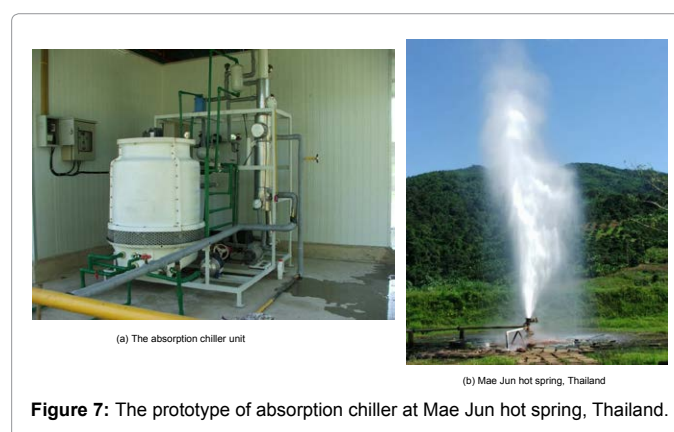 (a) The absorption chiller unit
(b) Mae Jun hot spring, Thailand
Figure 7: The prototype of absorption chiller at Mae Jun hot spring, Thailand.